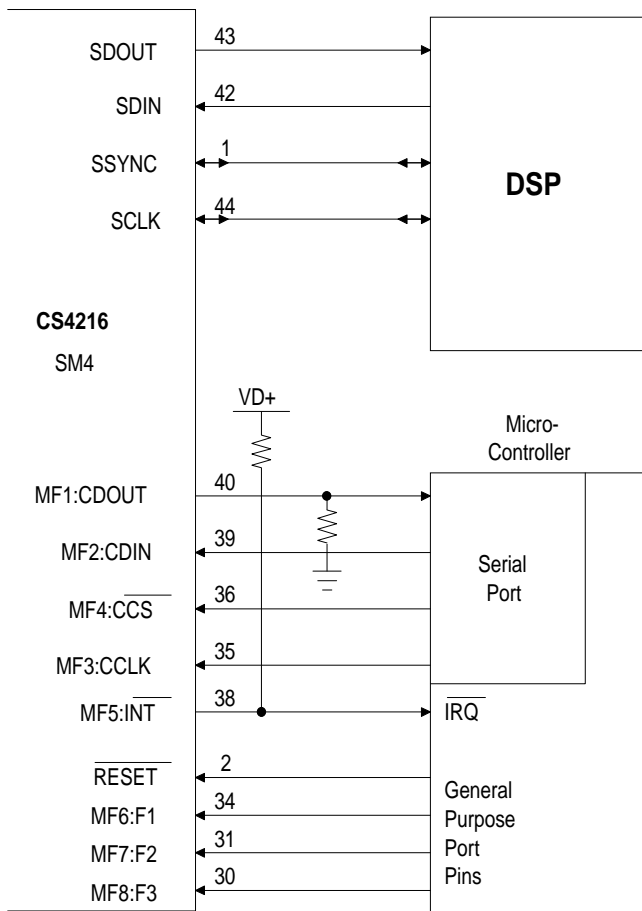 SDOUT 43
SDIN 42
SSYNC 1
SCLK 44
DSP
CS4216
SM4
VD+
Micro-
Controller
MF1:CDOUT 40
MF2:CDIN 39
MF4:CCS 36
MF3:CCLK 35
MF5:INT 38
Serial
Port
IRQ
RESET 2
MF6:F1 34
MF7:F2 31
MF8:F3 30
General
Purpose
Port
Pins